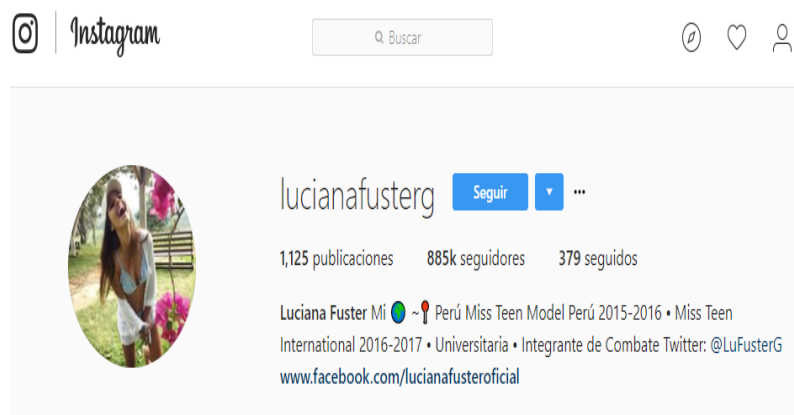 Instagram
Buscar
lucianafusterg Seguir
1,125 publicaciones 885k seguidores 379 seguidos
Luciana Fuster Mi 🌍 ~📍 Perú Miss Teen Model Perú 2015-2016 • Miss Teen
International 2016-2017 • Universitaria • Integrante de Combate Twitter: @LuFusterG
www.facebook.com/lucianafusteroficial